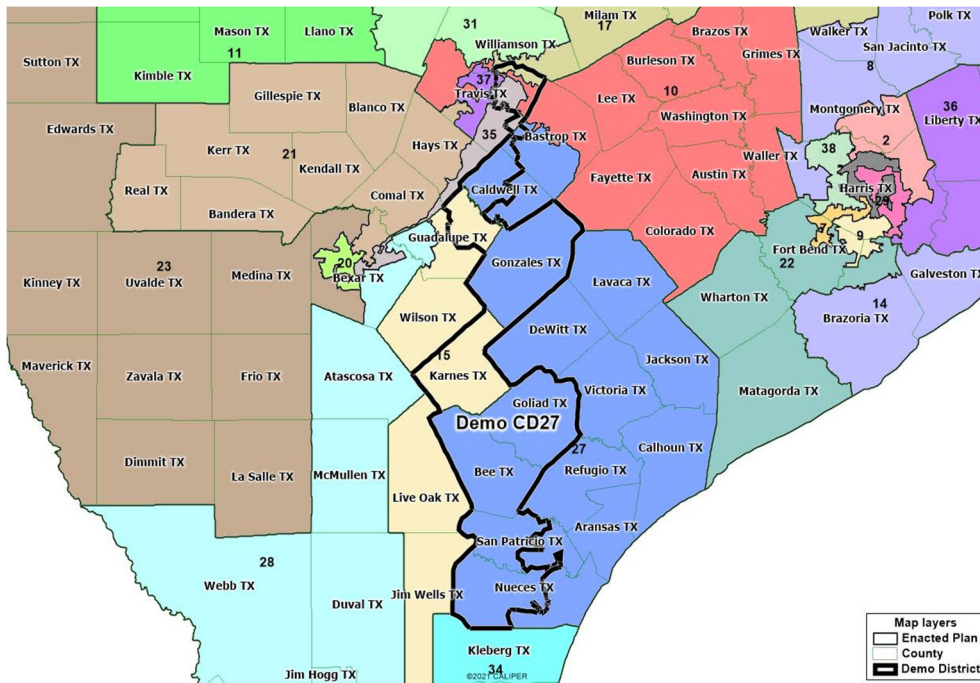 Mason TX
Llano TX
31
Milam TX
17
Brazos TX
Walker TX
Polk TX
Sutton TX
11
Williamson TX
Grimes TX
San Jacinto TX
Kimble TX
Burleson TX
8
Gillespie TX
37
Travis TX
Lee TX
10
Blanco TX
Washington TX
Montgomery TX
36
Edwards TX
35
Bastrop TX
Liberty TX
Kerr TX
21
Hays TX
Waller TX
38
2
Kendall TX
Austin TX
Real TX
Comal TX
Caldwell TX
Fayette TX
Harris TX
29
Bandera TX
Guadalupe TX
Colorado TX
7
9
20
Bexar TX
Fort Bend TX
22
23
Kinney TX
Uvalde TX
Medina TX
Gonzales TX
Lavaca TX
Galveston TX
Wharton TX
14
Wilson TX
Brazoria TX
DeWitt TX
15
Maverick TX
Zavala TX
Frio TX
Atascosa TX
Karnes TX
Jackson TX
Matagorda TX
Goliad TX
Victoria TX
Demo CD27
Dimmit TX
27
Calhoun TX
La Salle TX
McMullen TX
Bee TX
Refugio TX
Live Oak TX
Aransas TX
San Patricio TX
28
Webb TX
Duval TX
Jim Wells TX
Nueces TX
Map layers
Enacted Plan
County
Demo District
Kleberg TX
34
Jim Hogg TX
©2021 CALIPER